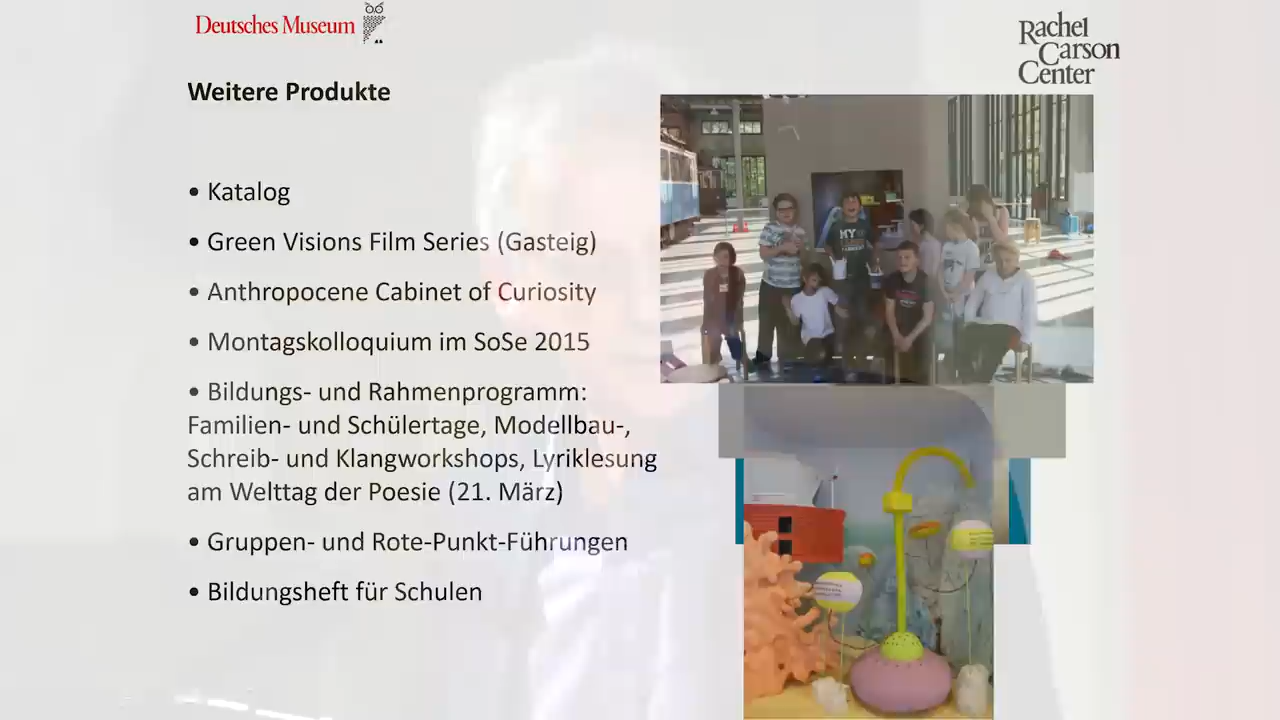 Deutsches Museum
Rachel
Carson
Center
Weitere Produkte
• Katalog
• Green Visions Film Series (Gasteig)
• Anthropocene Cabinet of Curiosity
• Montagskolloquium im SoSe 2015
• Bildungs- und Rahmenprogramm:
Familien- und Schülertage, Modellbau-,
Schreib- und Klangworkshops, Lyriklesung
am Welttag der Poesie (21. März)
• Gruppen- und Rote-Punkt-Führungen
• Bildungsheft für Schulen
MY